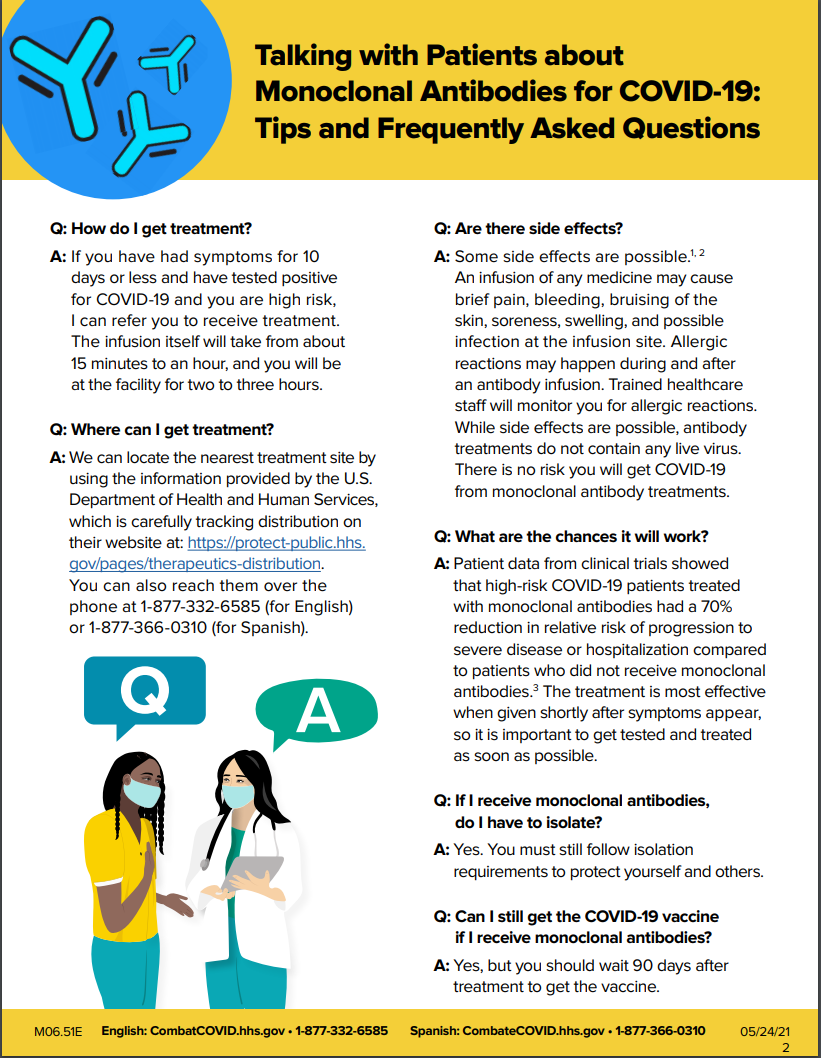 Talking with Patients about
Monoclonal Antibodies for COVID-19:
Tips and Frequently Asked Questions
Q: How do I get treatment?
A: If you have had symptoms for 10
days or less and have tested positive
for COVID-19 and you are high risk,
I can refer you to receive treatment.
The infusion itself will take from about
15 minutes to an hour, and you will be
at the facility for two to three hours.
Q: Where can I get treatment?
A: We can locate the nearest treatment site by
using the information provided by the U.S.
Department of Health and Human Services,
which is carefully tracking distribution on
their website at: https://protect-public.hhs.
gov/pages/therapeutics-distribution.
You can also reach them over the
phone at 1-877-332-6585 (for English)
or 1-877-366-0310 (for Spanish).
Q
A
Q: Are there side effects?
A: Some side effects are possible.1, 2
An infusion of any medicine may cause
brief pain, bleeding, bruising of the
skin, soreness, swelling, and possible
infection at the infusion site. Allergic
reactions may happen during and after
an antibody infusion. Trained healthcare
staff will monitor you for allergic reactions.
While side effects are possible, antibody
treatments do not contain any live virus.
There is no risk you will get COVID-19
from monoclonal antibody treatments.
Q: What are the chances it will work?
A: Patient data from clinical trials showed
that high-risk COVID-19 patients treated
with monoclonal antibodies had a 70%
reduction in relative risk of progression to
severe disease or hospitalization compared
to patients who did not receive monoclonal
antibodies.3 The treatment is most effective
when given shortly after symptoms appear,
so it is important to get tested and treated
as soon as possible.
Q: If I receive monoclonal antibodies,
do I have to isolate?
A: Yes. You must still follow isolation
requirements to protect yourself and others.
Q: Can I still get the COVID-19 vaccine
if I receive monoclonal antibodies?
A: Yes, but you should wait 90 days after
treatment to get the vaccine.
M06.51E English: CombatCOVID.hhs.gov • 1-877-332-6585 Spanish: CombateCOVID.hhs.gov • 1-877-366-0310 05/24/21
2